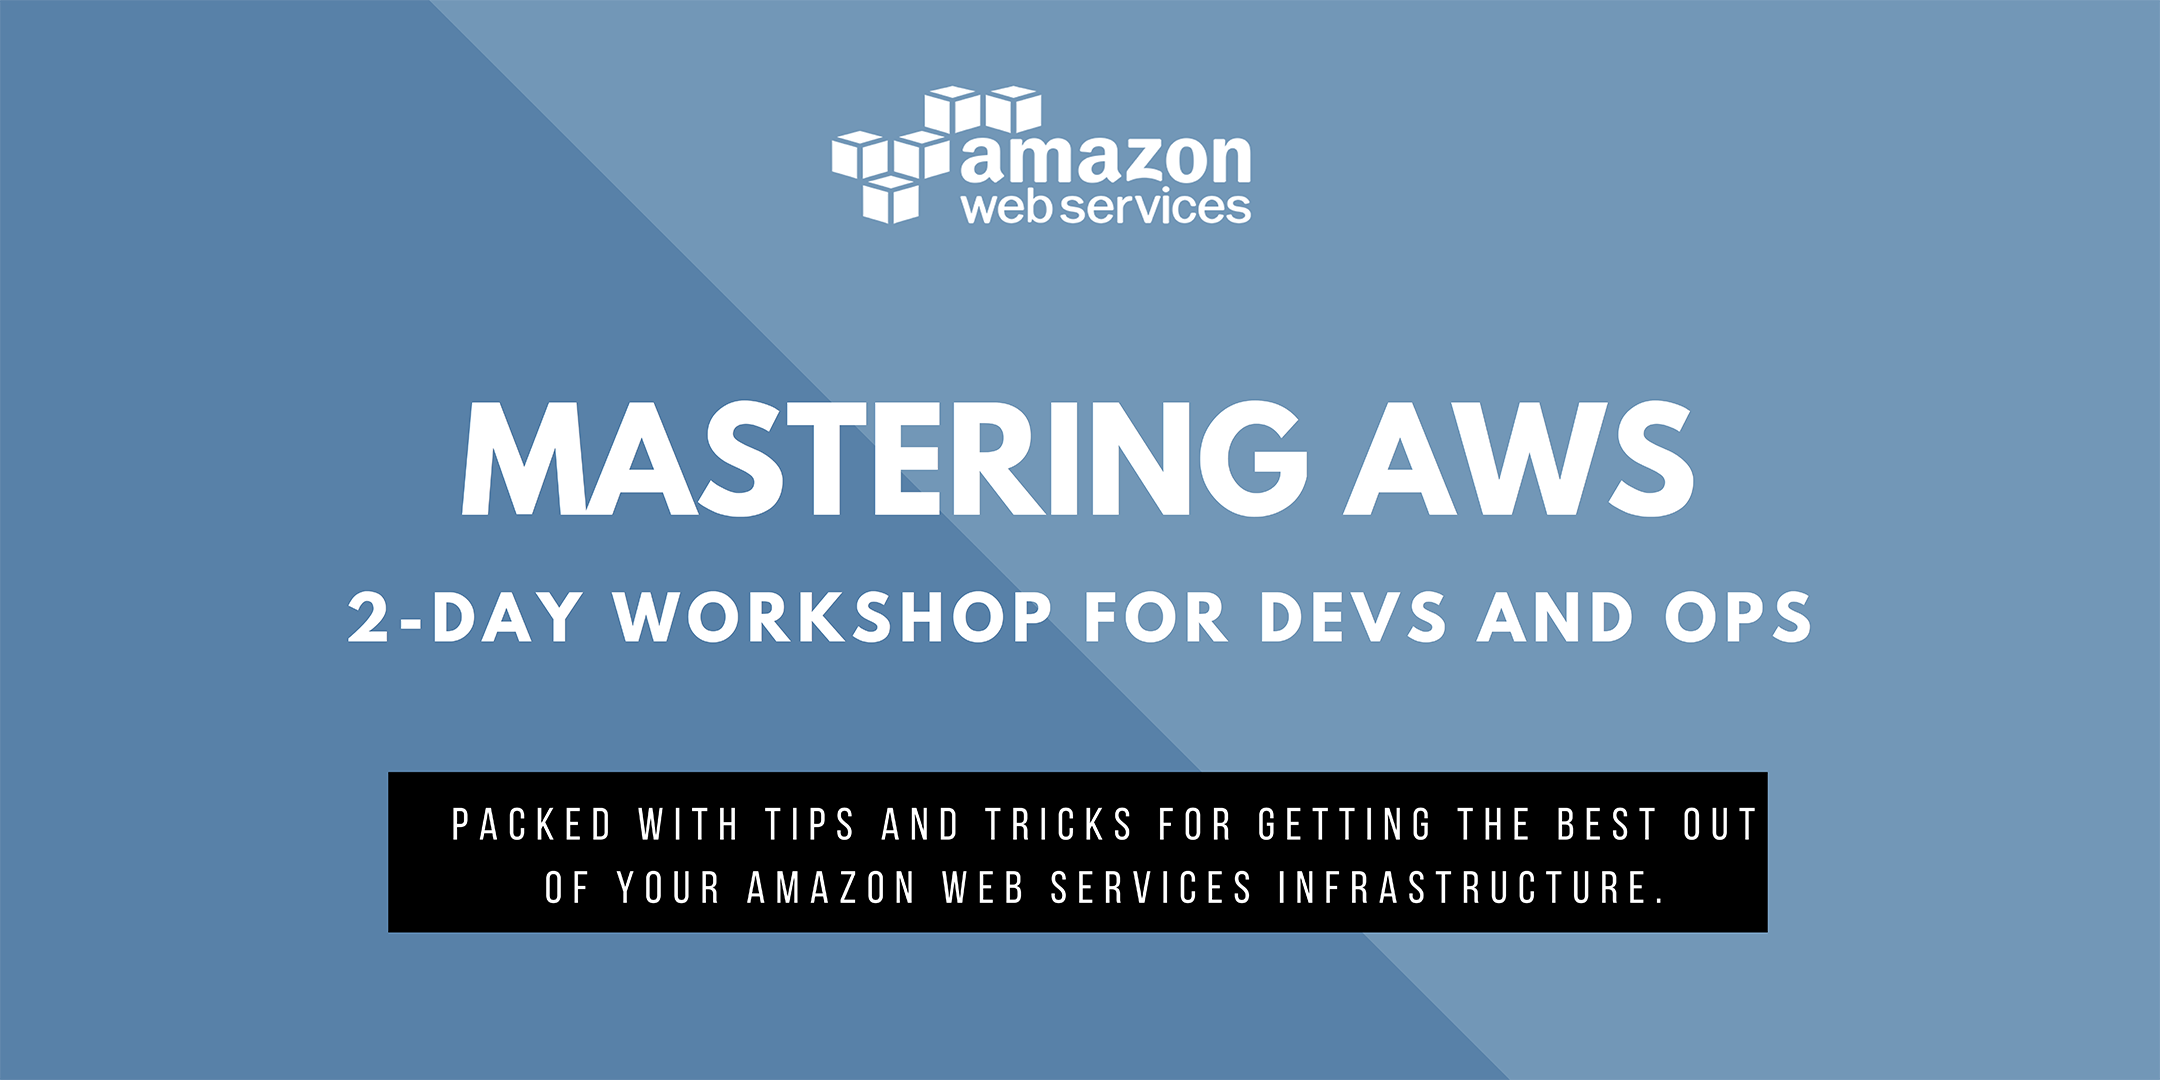 amazon
web services
MASTERING AWS
2-DAY WORKSHOP FOR DEVS AND OPS
PACKED WITH TIPS AND TRICKS FOR GETTING THE BEST OUT
OF YOUR AMAZON WEB SERVICES INFRASTRUCTURE.